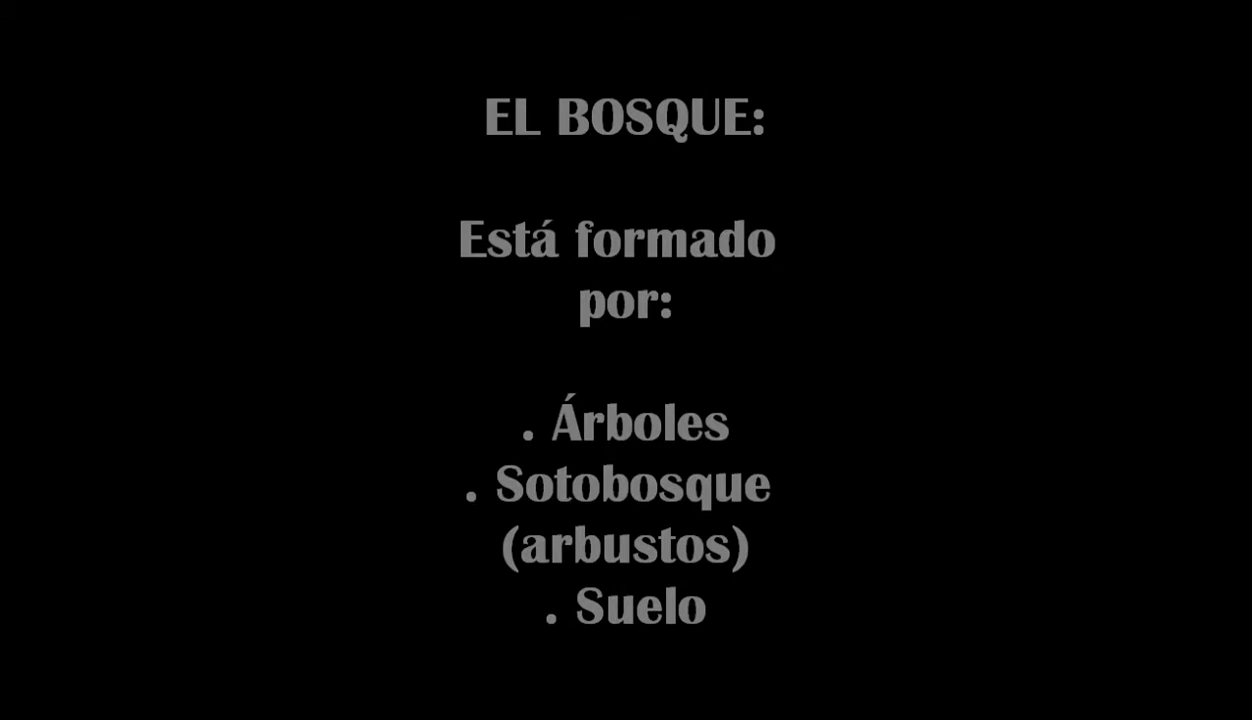 EL BOSQUE:
Está formado
por:
. Árboles
. Sotobosque
(arbustos)
. Suelo